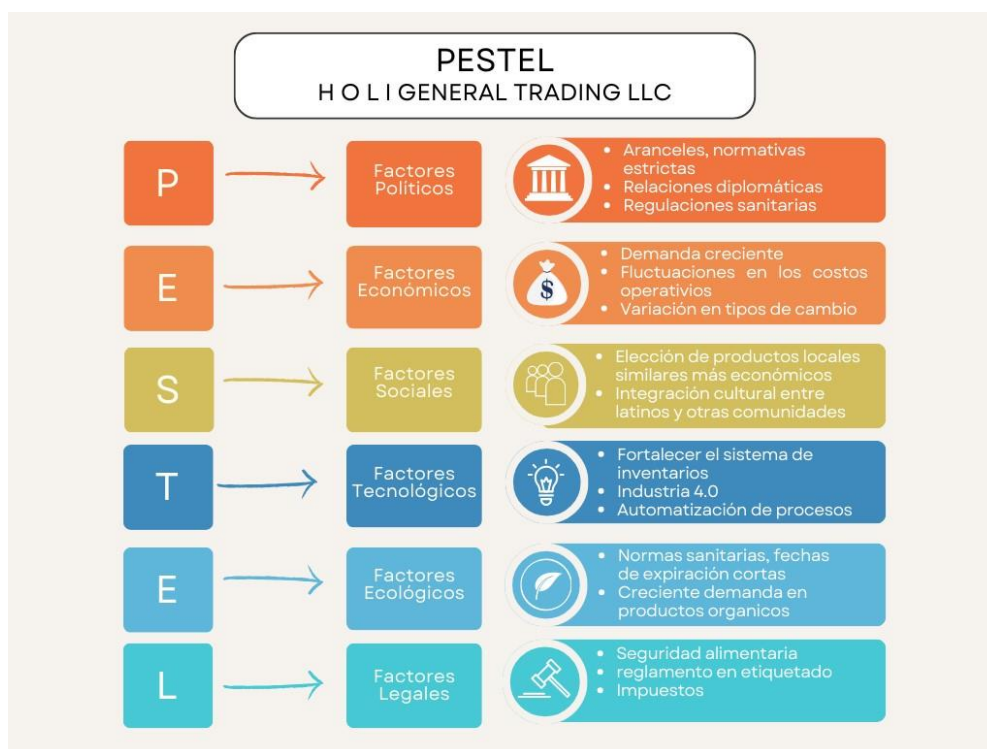 PESTEL
H O L I GENERAL TRADING LLC
P
Factores
Políticos
• Aranceles, normativas
estrictas
• Relaciones diplomáticas
• Regulaciones sanitarias
E
Factores
Económicos
$
• Demanda creciente
• Fluctuaciones en los costos
operativios
• Variación en tipos de cambio
S
Factores
Sociales
• Elección de productos locales
similares más económicos
• Integración cultural entre
latinos y otras comunidades
T
Factores
Tecnológicos
• Fortalecer el sistema de
inventarios
• Industria 4.0
• Automatización de procesos
E
Factores
Ecológicos
• Normas sanitarias, fechas
de expiración cortas
• Creciente demanda en
productos organicos
L
Factores
Legales
• Seguridad alimentaria
• reglamento en etiquetado
• Impuestos